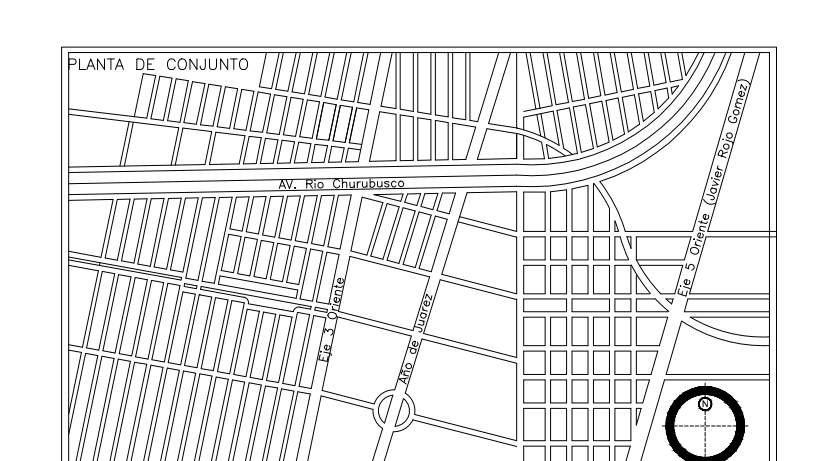 PLANTA DE CONJUNTO
AV. Rio Churubusco
Eje 5 Oriente (Javier Rojo Gomez)
Eje 3 Oriente
Año de Juarez
N